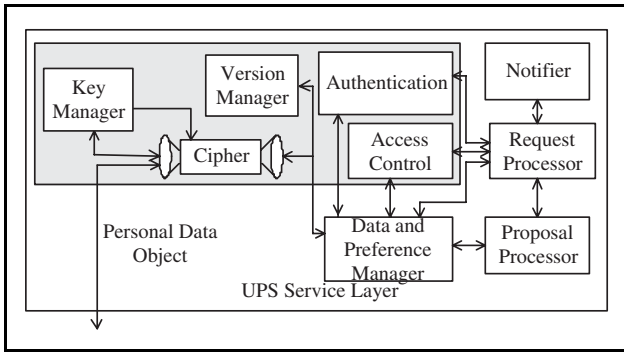 Key
Manager
Version
Manager
Authentication
Notifier
Cipher
Access
Control
Request
Processor
Personal Data
Object
Data and
Preference
Manager
Proposal
Processor
UPS Service Layer